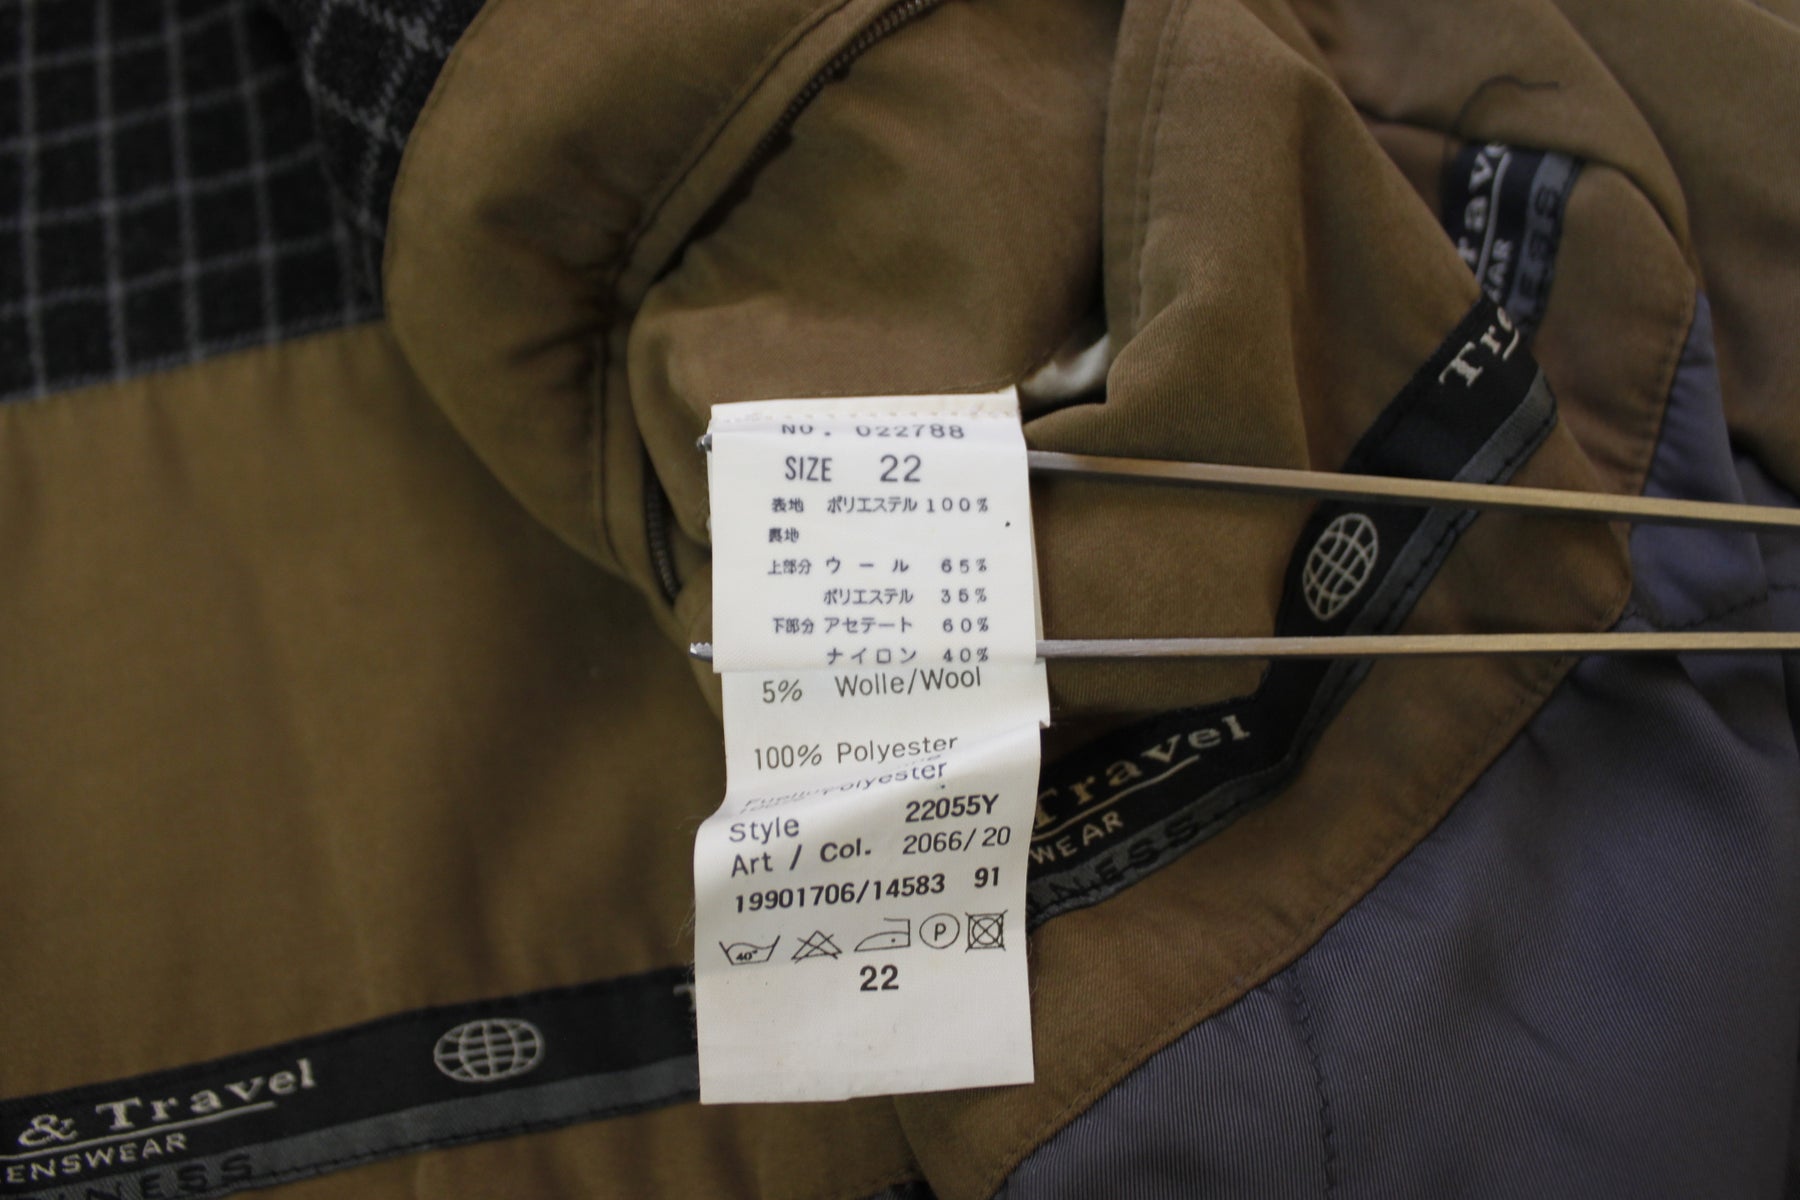 NO. 022788
SIZE 22
表地 ポリエステル 100%
裏地
上部分 ウール 65%
ポリエステル 35%
下部分 アセテート 60%
ナイロン 40%
5% Wolle/Wool
100% Polyester
Style 22055Y
Art / Col. 2066/20
19901706/14583 91
40°
P
22
Travel
Travel
WEAR
& Travel
ENSWEAR
INESS